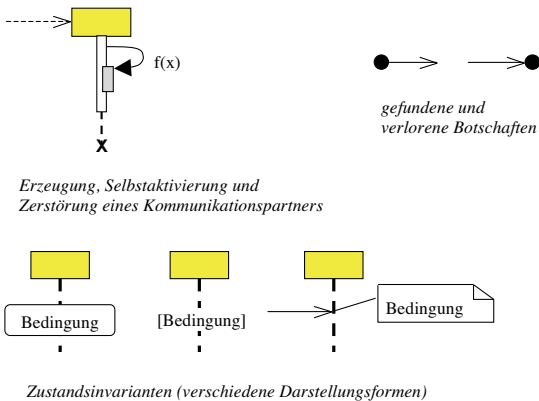 f(x)
X
gefundene und
verlorene Botschaften
Erzeugung, Selbstaktivierung und
Zerstörung eines Kommunikationspartners
Bedingung
[Bedingung]
Bedingung
Zustandsinvarianten (verschiedene Darstellungsformen)